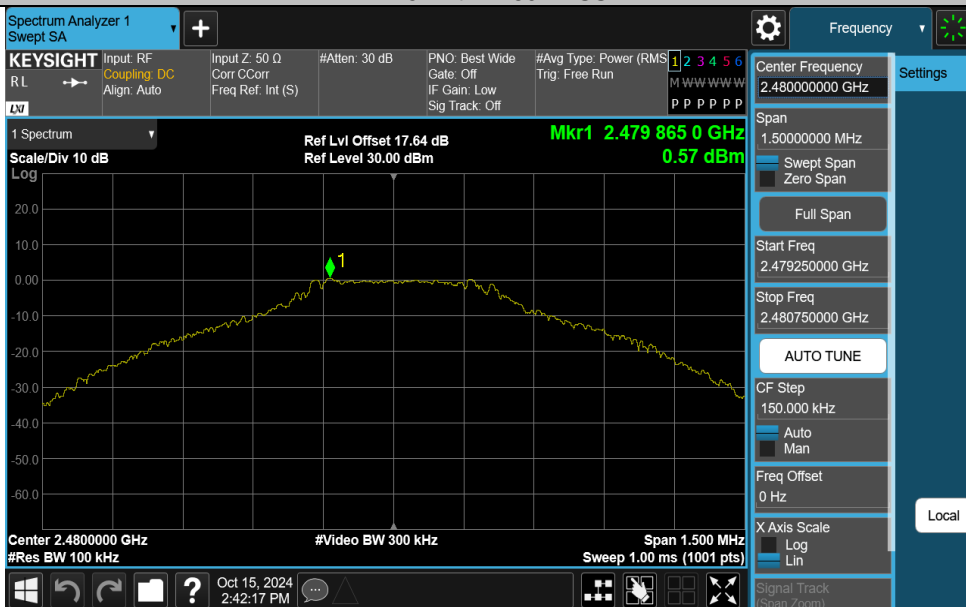 Spectrum Analyzer 1
Swept SA
Frequency
KEYSIGHT
RL
LXI
Input: RF
Coupling: DC
Align: Auto
Input Z: 50 Ω
Corr CCorr
Freq Ref: Int (S)
#Atten: 30 dB
PNO: Best Wide
Gate: Off
IF Gain: Low
Sig Track: Off
#Avg Type: Power (RMS
Trig: Free Run
1 2 3 4 5 6
M W W W W W
P P P P P P
1 Spectrum
Scale/Div 10 dB
Log
Ref Lvl Offset 17.64 dB
Ref Level 30.00 dBm
Mkr1 2.479 865 0 GHz
0.57 dBm
20.0
10.0
0.00
-10.0
-20.0
-30.0
-40.0
-50.0
-60.0
1
Center 2.480000 GHz
#Res BW 100 kHz
#Video BW 300 kHz
Span 1.500 MHz
Sweep 1.00 ms (1001 pts)
Oct 15, 2024
2:42:17 PM
Center Frequency
2.480000000 GHz
Settings
Span
1.50000000 MHz
Swept Span
Zero Span
Full Span
Start Freq
2.479250000 GHz
Stop Freq
2.480750000 GHz
AUTO TUNE
CF Step
150.000 kHz
Auto
Man
Freq Offset
0 Hz
Local
X Axis Scale
Log
Lin
Signal Track
(Span Zoom)